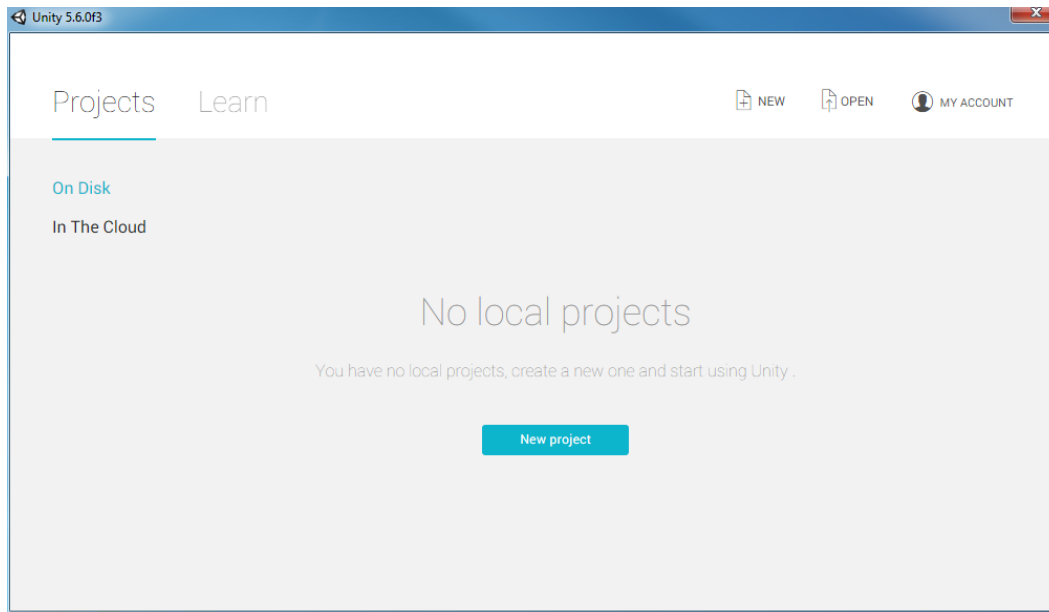 Unity 5.6.0f3
Projects Learn NEW OPEN MY ACCOUNT
On Disk
In The Cloud
No local projects
You have no local projects, create a new one and start using Unity .
New project